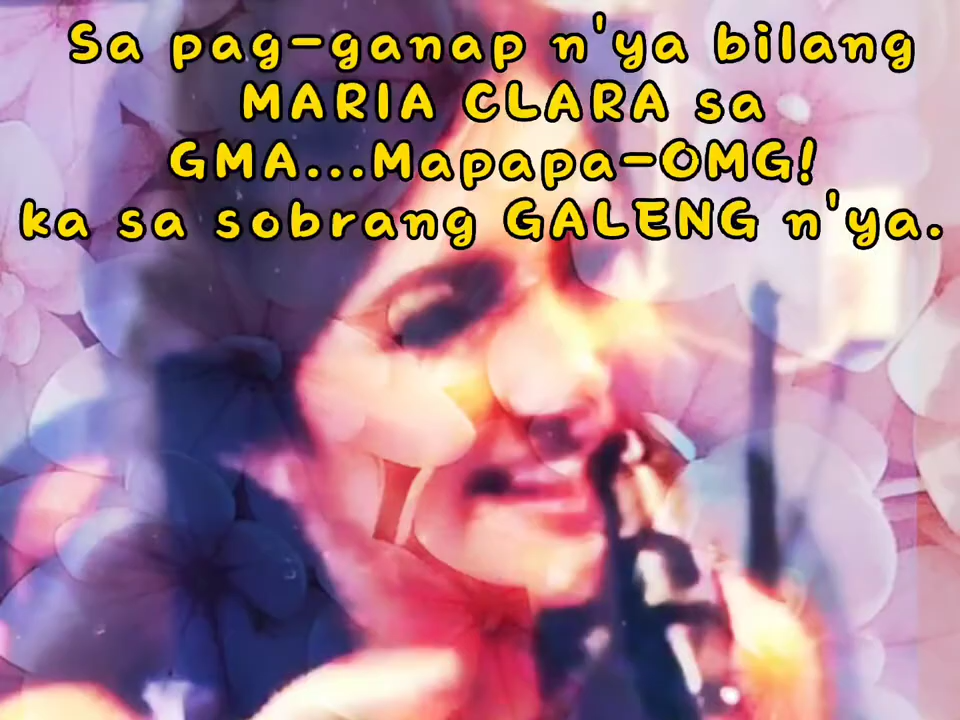 Sa pag-ganap n'ya bilang
MARIA CLARA sa
GMA...Mapapa-OMG!
ka sa sobrang GALENG n'ya.